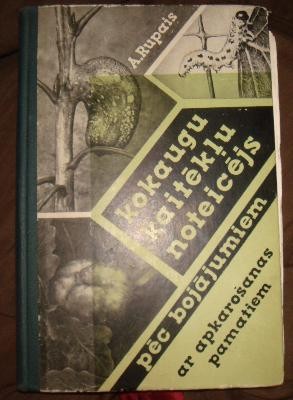 A.Rupais
kokaugu
kaitēkļu
noteicējs
pēc bojājumiem
ar apkarošanas
pamatiem